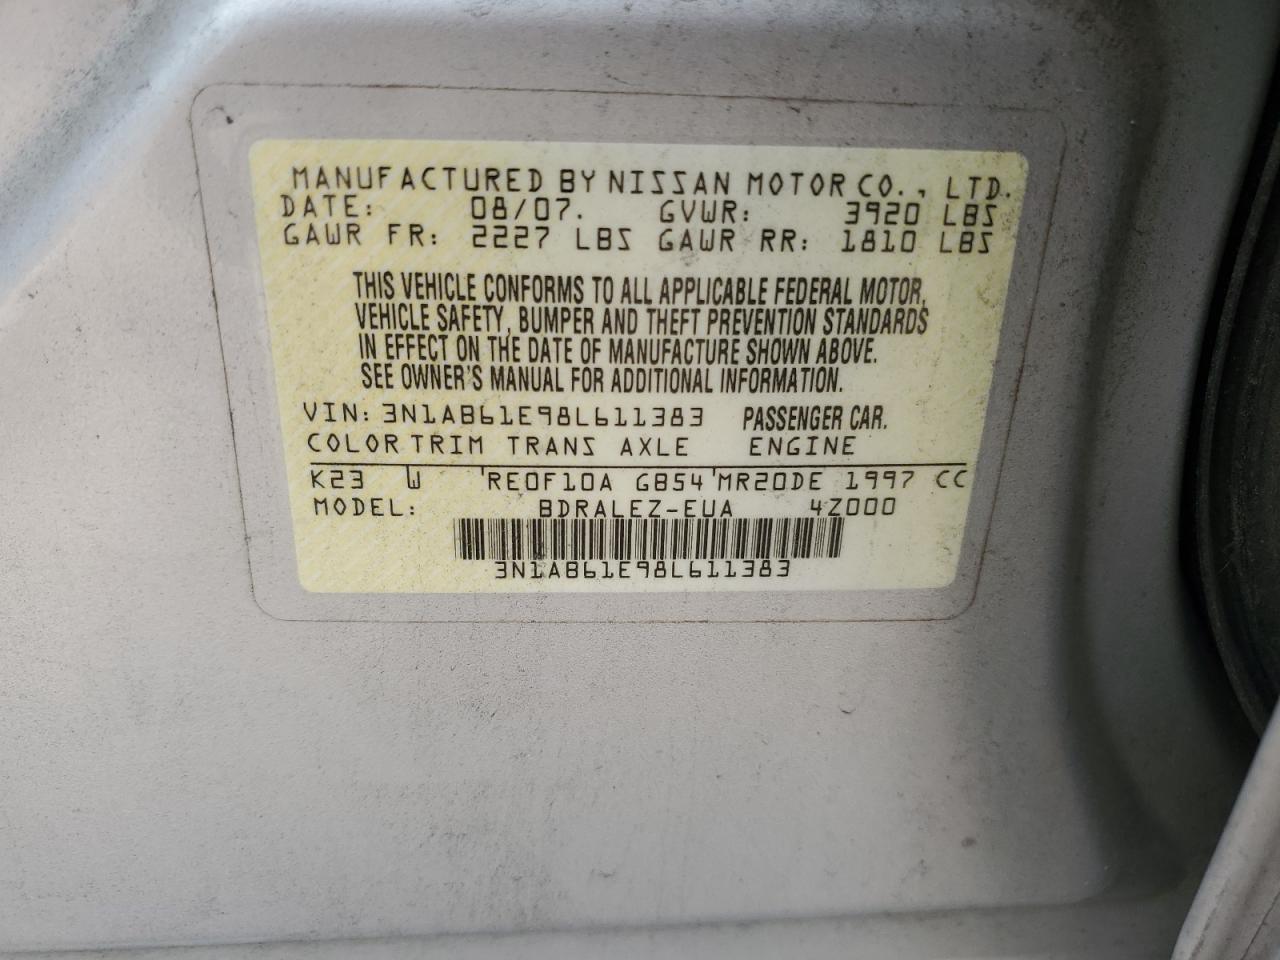 MANUFACTURED BY NISSAN MOTOR CO., LTD.
DATE: 08/07. GVWR: 3920 LBS
GAWR FR: 2227 LBS GAWR RR: 1810 LBS
THIS VEHICLE CONFORMS TO ALL APPLICABLE FEDERAL MOTOR,
VEHICLE SAFETY, BUMPER AND THEFT PREVENTION STANDARDS
IN EFFECT ON THE DATE OF MANUFACTURE SHOWN ABOVE.
SEE OWNER'S MANUAL FOR ADDITIONAL INFORMATION.
VIN: 3N1AB61E98L611383 PASSENGER CAR.
COLOR TRIM TRANS AXLE ENGINE
K23 W RE0F10A GB54 MR20DE 1997 CC
MODEL: BDRALEZ-EUA 4Z000
3N1AB61E98L611383